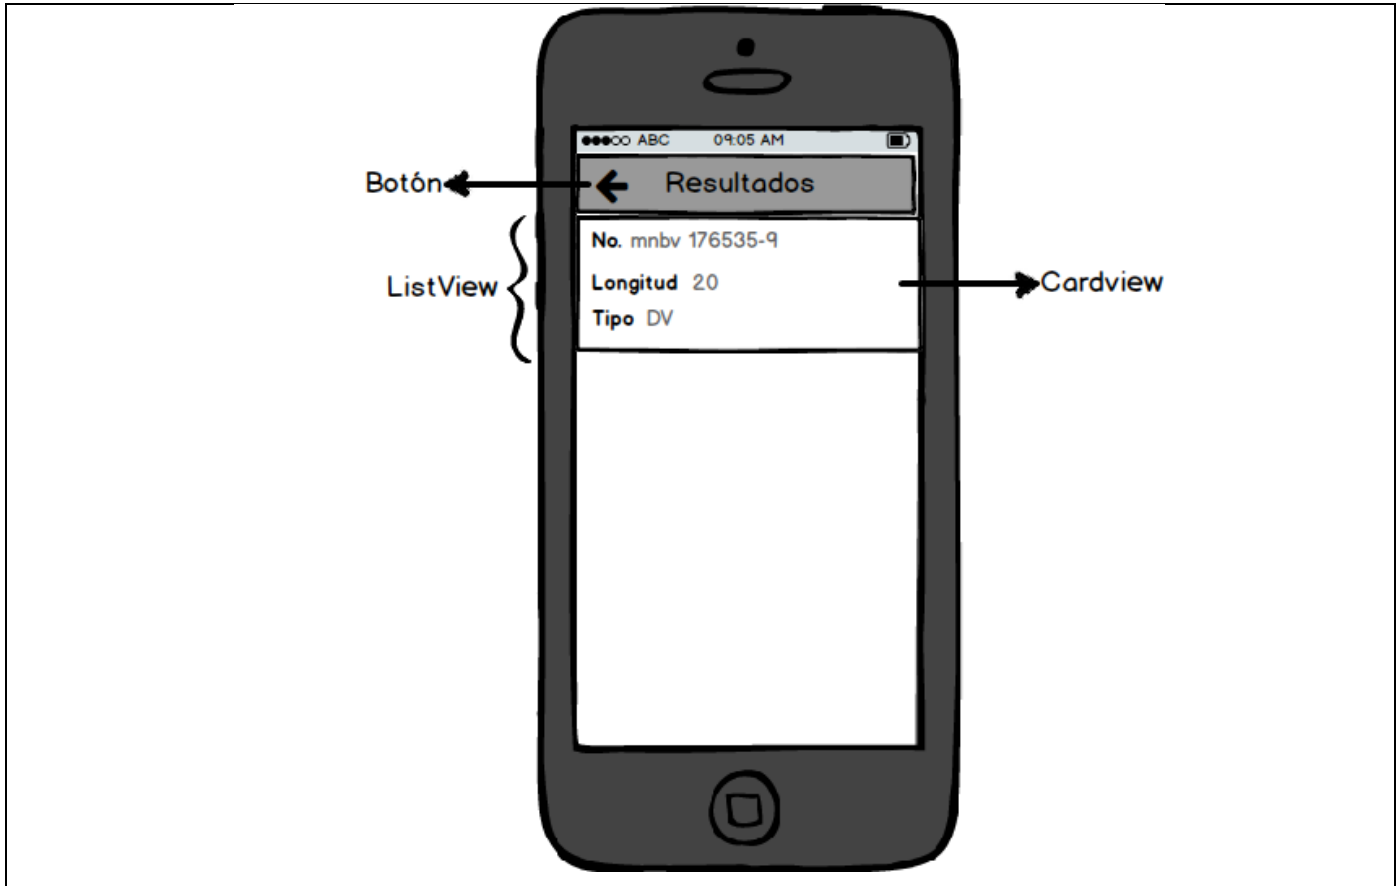 ABC 09:05 AM
Botón
Resultados
No. mnbv 176535-9
ListView
Longitud 20
Cardview
Tipo DV